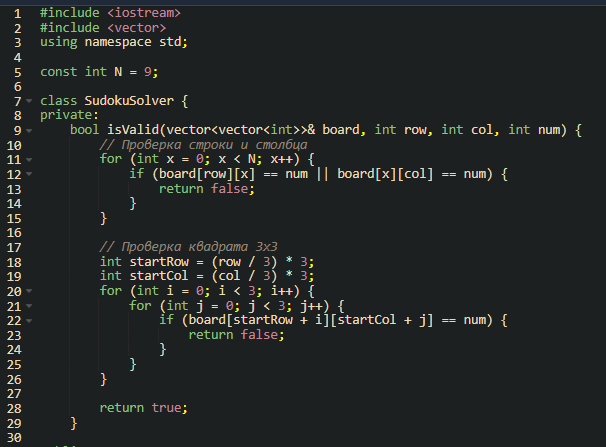 1 #include <iostream>
2 #include <vector>
3 using namespace std;
4
5 const int N = 9;
6
7 class SudokuSolver {
8 private:
9     bool isValid(vector<vector<int>>& board, int row, int col, int num) {
10         // Проверка строки и столбца
11         for (int x = 0; x < N; x++) {
12             if (board[row][x] == num || board[x][col] == num) {
13                 return false;
14             }
15         }
16
17         // Проверка квадрата 3x3
18         int startRow = (row / 3) * 3;
19         int startCol = (col / 3) * 3;
20         for (int i = 0; i < 3; i++) {
21             for (int j = 0; j < 3; j++) {
22                 if (board[startRow + i][startCol + j] == num) {
23                     return false;
24                 }
25             }
26         }
27
28         return true;
29     }
30